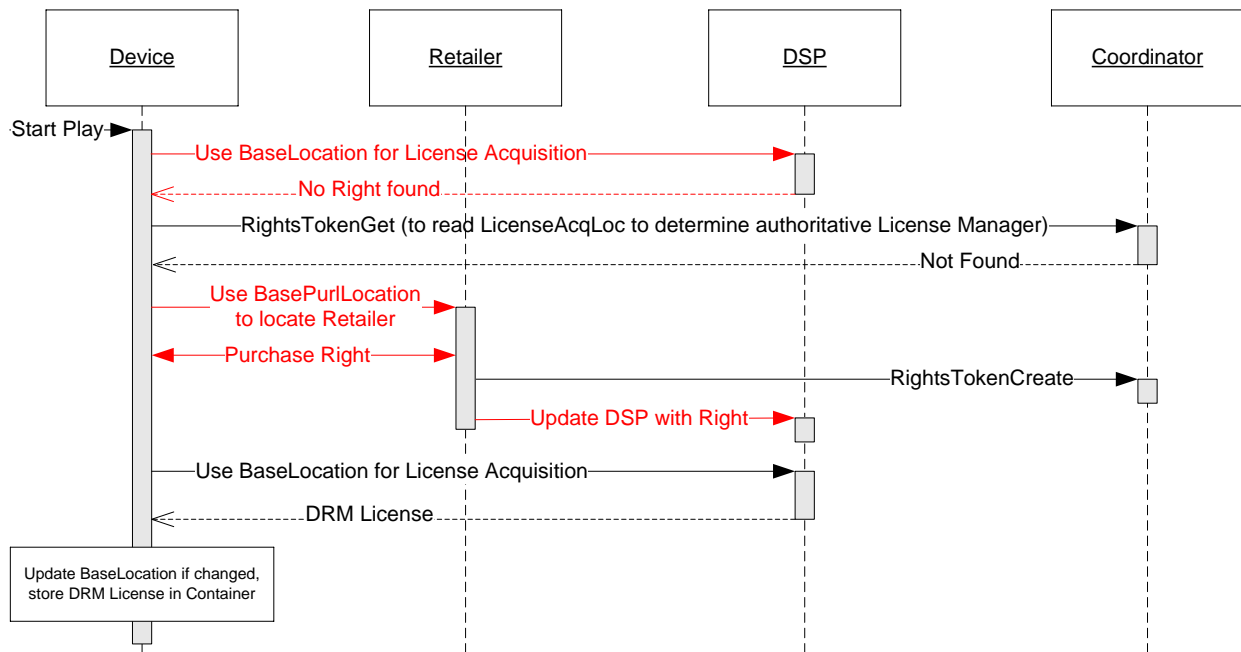 Device
Retailer
DSP
Coordinator
Start Play
Use BaseLocation for License Acquisition
No Right found
RightsTokenGet (to read LicenseAcqLoc to determine authoritative License Manager)
Not Found
Use BasePurlLocation
to locate Retailer
Purchase Right
RightsTokenCreate
Update DSP with Right
Use BaseLocation for License Acquisition
DRM License
Update BaseLocation if changed,
store DRM License in Container